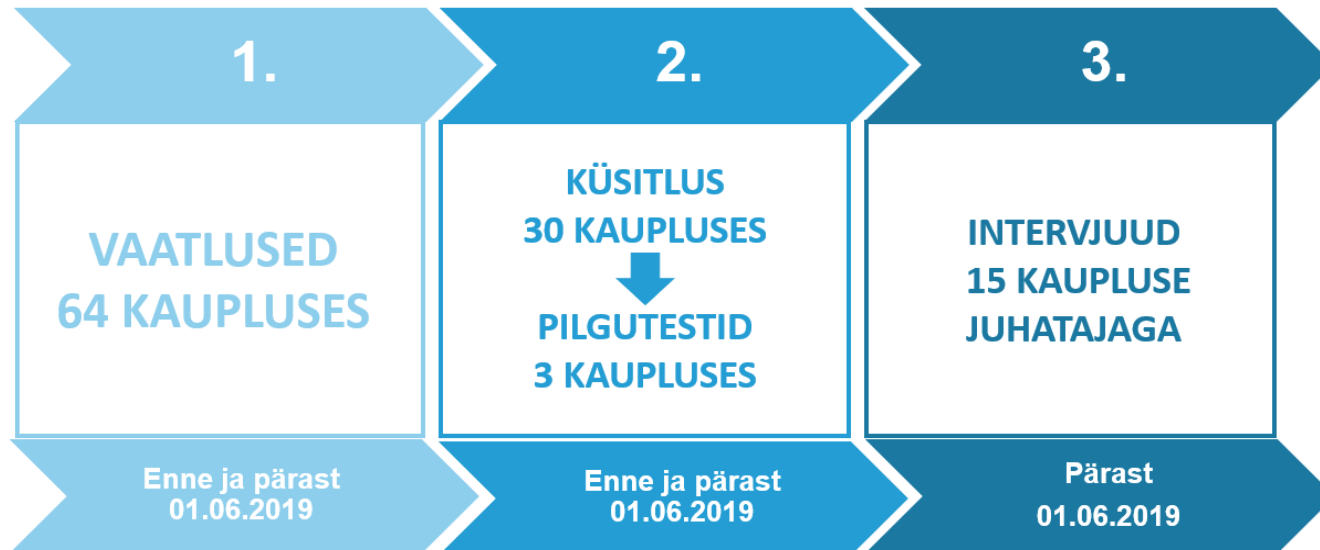 1.
VAATLUSED
64 KAUPLUSES
Enne ja pärast
01.06.2019
2.
KÜSITLUS
30 KAUPLUSES
PILGUTESTID
3 KAUPLUSES
Enne ja pärast
01.06.2019
3.
INTERVJUUD
15 KAUPLUSE
JUHATAJAGA
Pärast
01.06.2019